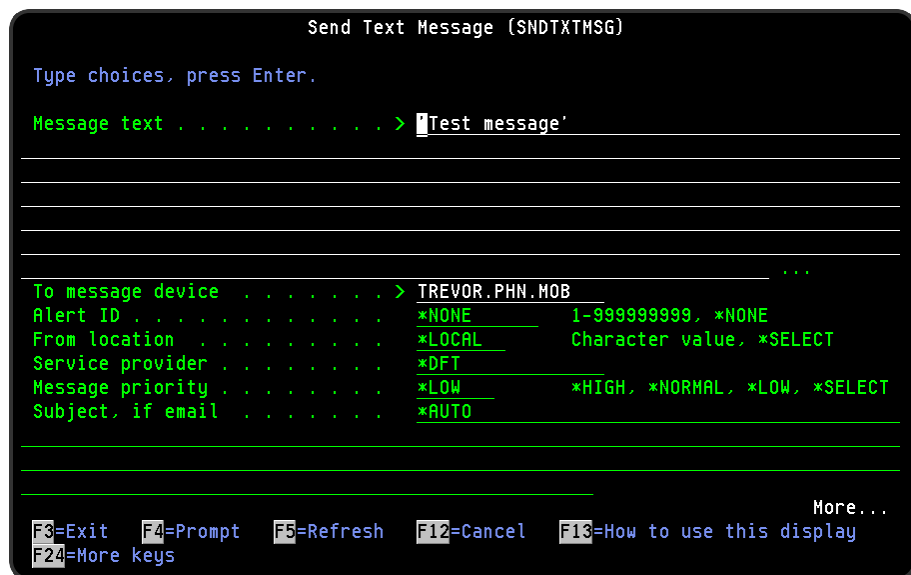 Send Text Message (SNDTXTMSG)
Type choices, press Enter.
Message text . . . . . . . . . . > 'Test message'
...
To message device . . . . . . . > TREVOR.PHN.MOB
Alert ID . . . . . . . . . . . . *NONE 1-999999999, *NONE
From location . . . . . . . . . *LOCAL Character value, *SELECT
Service provider . . . . . . . . *DFT
Message priority . . . . . . . . *LOW *HIGH, *NORMAL, *LOW, *SELECT
Subject, if email . . . . . . . *AUTO
More...
F3=Exit F4=Prompt F5=Refresh F12=Cancel F13=How to use this display
F24=More keys